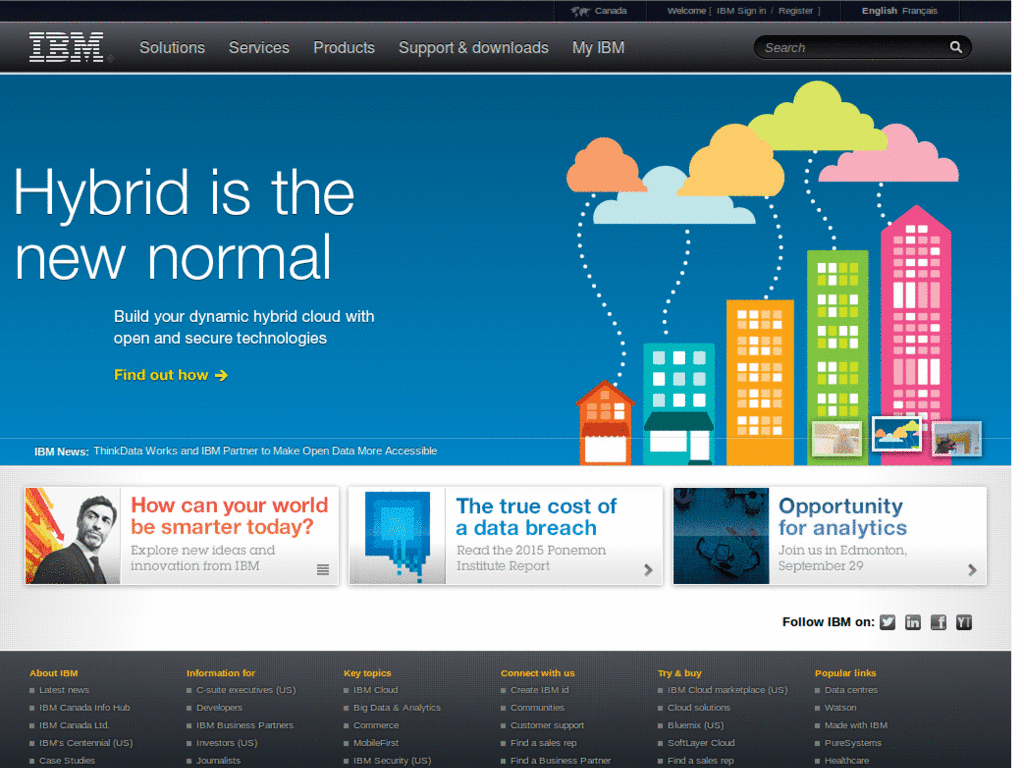 Canada
Welcome [ IBM Sign in / Register ]
English Français
IBM®
Solutions Services Products Support & downloads My IBM
Search
Hybrid is the
new normal
Build your dynamic hybrid cloud with
open and secure technologies
Find out how
IBM News: ThinkData Works and IBM Partner to Make Open Data More Accessible
How can your world
be smarter today?
Explore new ideas and
innovation from IBM
The true cost of
a data breach
Read the 2015 Ponemon
Institute Report
Opportunity
for analytics
Join us in Edmonton,
September 29
Follow IBM on:
About IBM
Latest news
IBM Canada Info Hub
IBM Canada Ltd.
IBM's Centennial (US)
Case Studies
Information for
C-suite executives (US)
Developers
IBM Business Partners
Investors (US)
Journalists
Key topics
IBM Cloud
Big Data & Analytics
Commerce
MobileFirst
IBM Security (US)
Connect with us
Create IBM id
Communities
Customer support
Find a sales rep
Find a Business Partner
Try & buy
IBM Cloud marketplace (US)
Cloud solutions
Bluemix (US)
SoftLayer Cloud
Find a sales rep
Popular links
Data centres
Watson
Made with IBM
PureSystems
Healthcare